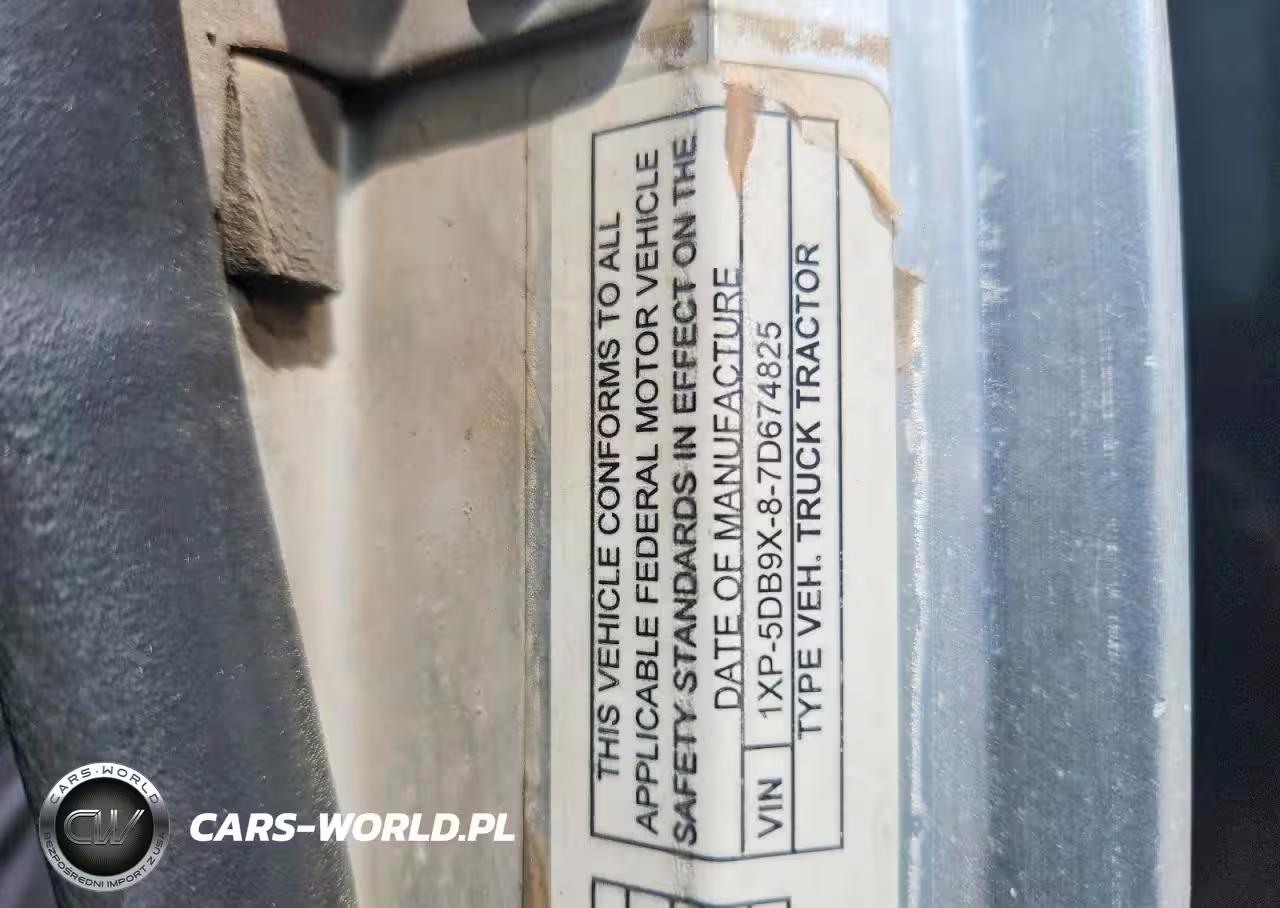 THIS VEHICLE CONFORMS TO ALL
APPLICABLE FEDERAL MOTOR VEHICLE
SAFETY STANDARDS IN EFFECT ON THE
DATE OF MANUFACTURE
VIN 1XP-5DB9X-8-7D674825
TYPE VEH. TRUCK TRACTOR
CARS-WORLD
CW
BEZPOŚREDNI IMPORT Z USA
CARS-WORLD.PL